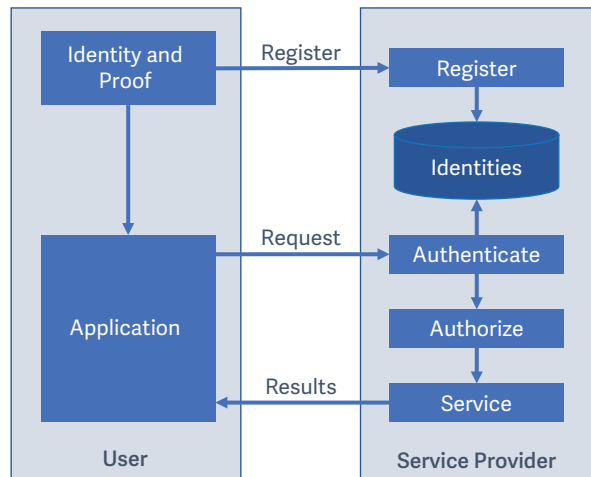 Identity and
Proof
Register
Register
Identities
Request
Authenticate
Application
Authorize
Results
Service
User
Service Provider